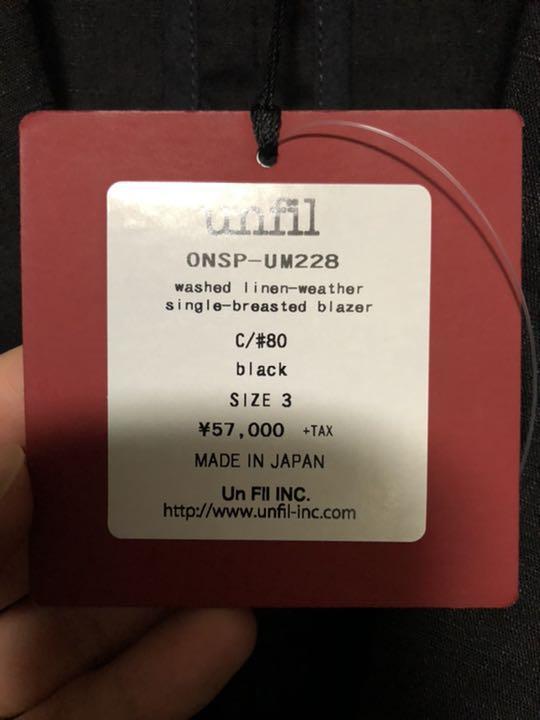 unfil
ONSP-UM228
washed linen-weather
single-breasted blazer
C/#80
black
SIZE 3
¥57,000 +TAX
MADE IN JAPAN
Un Fil INC.
http://www.unfil-inc.com